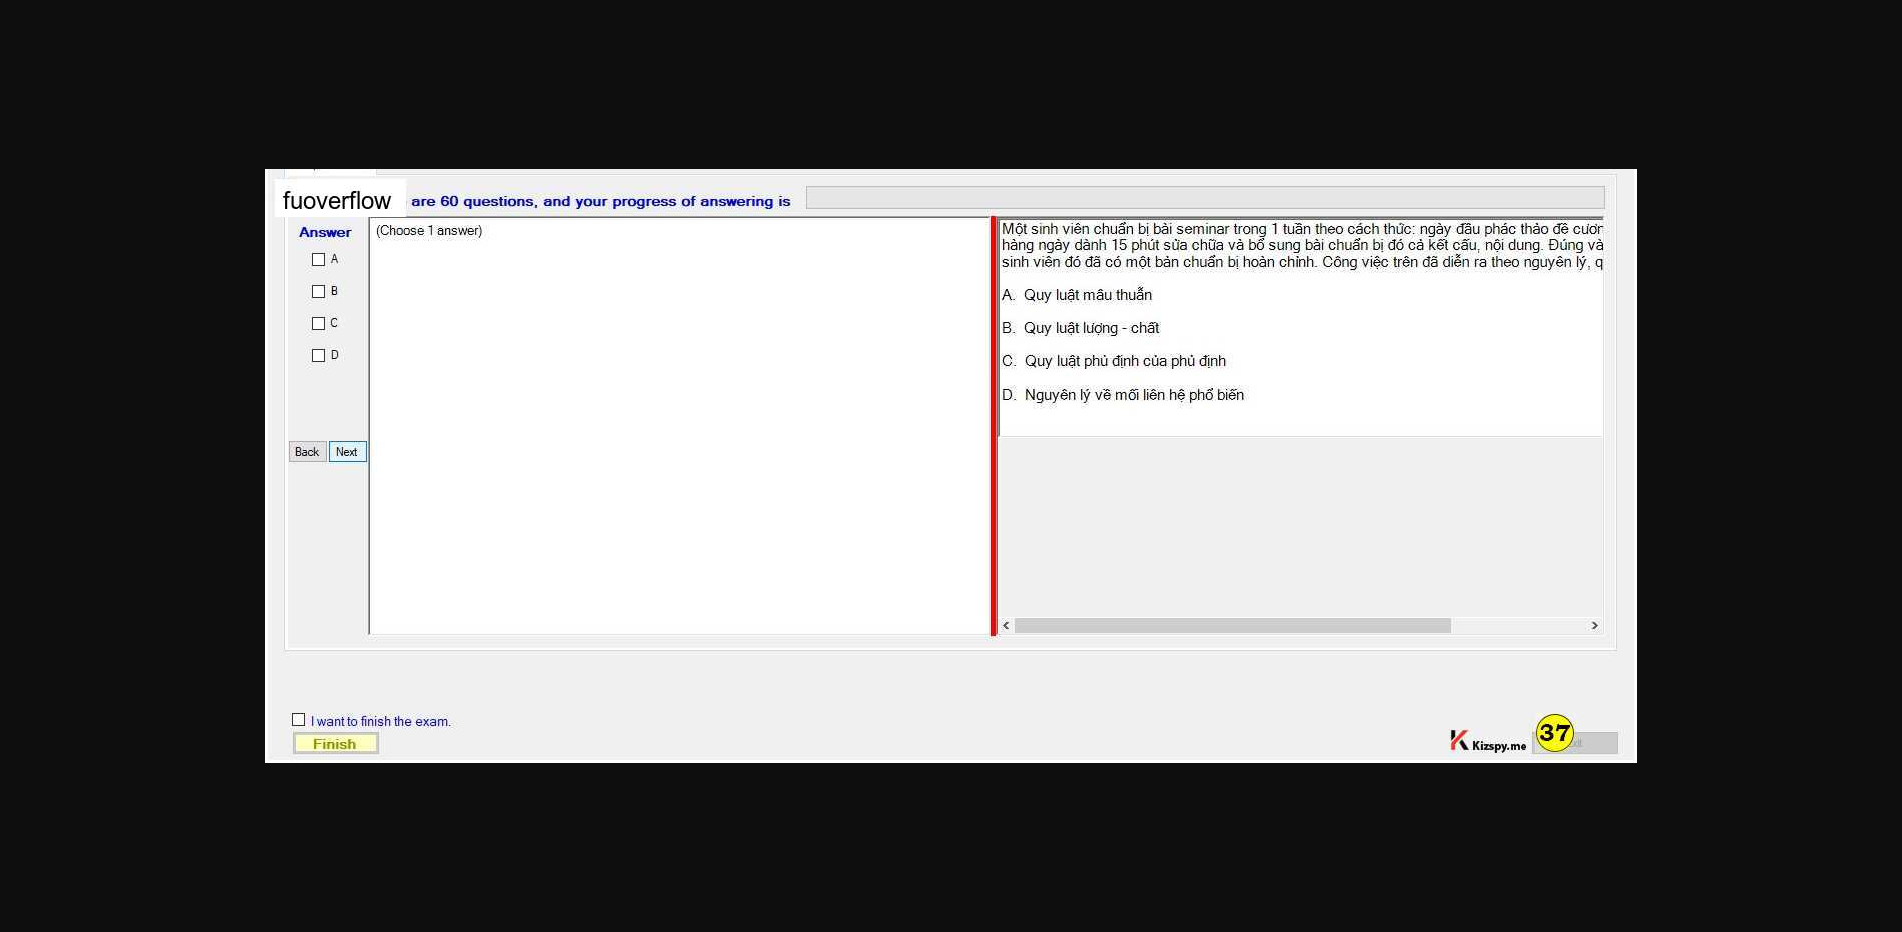 fuoverflow are 60 questions, and your progress of answering is
Answer
A
B
C
D
Back Next
(Choose 1 answer)
Một sinh viên chuẩn bị bài seminar trong 1 tuần theo cách thức: ngày đầu phác thảo đề cươn
hàng ngày dành 15 phút sửa chữa và bổ sung bài chuẩn bị đó cả kết cấu, nội dung. Đúng và
sinh viên đó đã có một bản chuẩn bị hoàn chỉnh. Công việc trên đã diễn ra theo nguyên lý, q
A. Quy luật mâu thuẫn
B. Quy luật lượng - chất
C. Quy luật phủ định của phủ định
D. Nguyên lý về mối liên hệ phổ biến
I want to finish the exam.
Finish
Kizspy.me
37